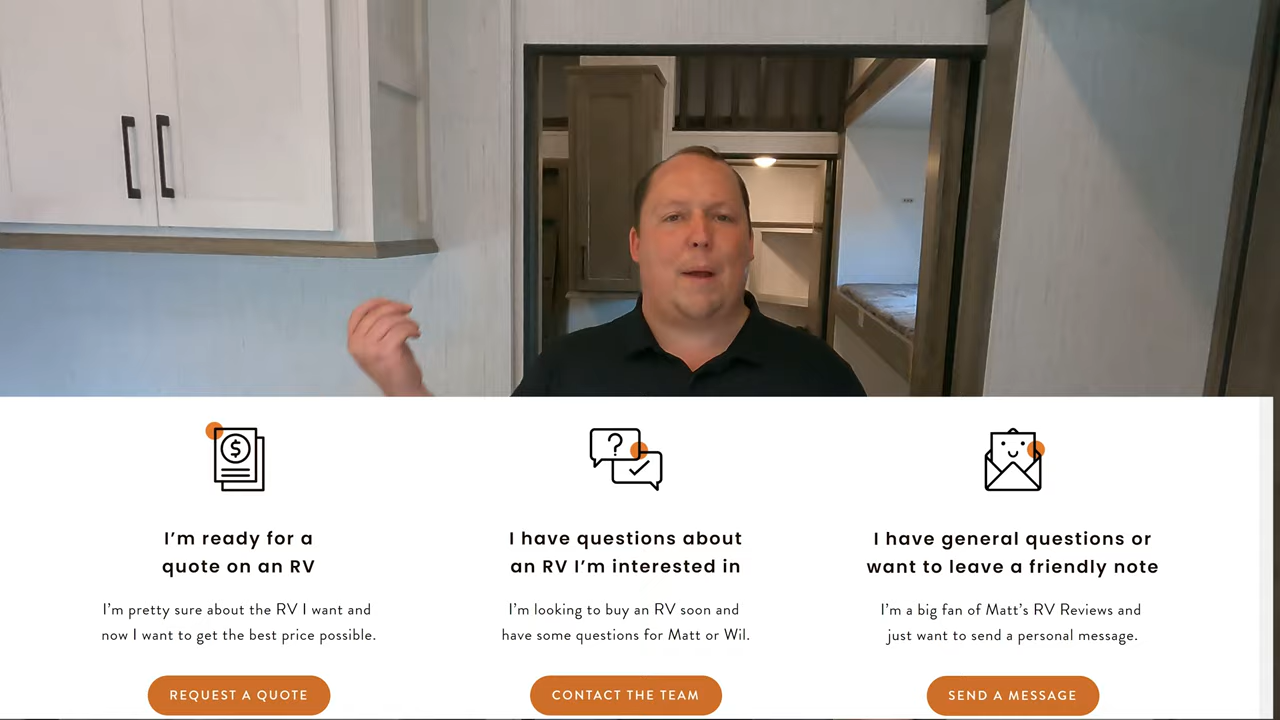 I’m ready for a
quote on an RV
I’m pretty sure about the RV I want and
now I want to get the best price possible.
REQUEST A QUOTE
I have questions about
an RV I’m interested in
I’m looking to buy an RV soon and
have some questions for Matt or Wil.
CONTACT THE TEAM
I have general questions or
want to leave a friendly note
I’m a big fan of Matt’s RV Reviews and
just want to send a personal message.
SEND A MESSAGE